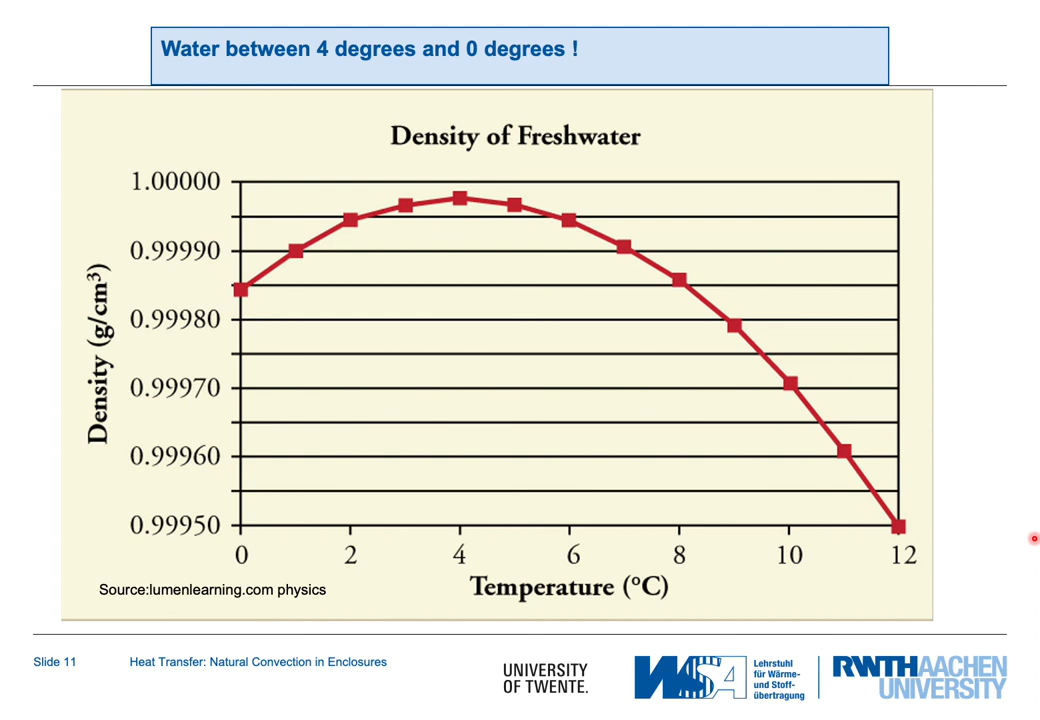 Water between 4 degrees and 0 degrees !
Density of Freshwater
1.00000
0.99990
0.99980
0.99970
0.99960
0.99950
Density (g/cm³)
0 2 4 6 8 10 12
Temperature (ºC)
Source:lumenlearning.com physics
Slide 11
Heat Transfer: Natural Convection in Enclosures
UNIVERSITY
OF TWENTE.
WSA
Lehrstuhl
für Wärme-
und Stoff-
übertragung
RWTHAACHEN
UNIVERSITY